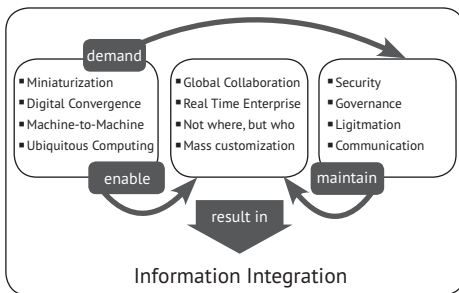 demand
▪ Miniaturization
▪ Digital Convergence
▪ Machine-to-Machine
▪ Ubiquitous Computing
▪ Global Collaboration
▪ Real Time Enterprise
▪ Not where, but who
▪ Mass customization
▪ Security
▪ Governance
▪ Ligitmation
▪ Communication
enable
maintain
result in
Information Integration